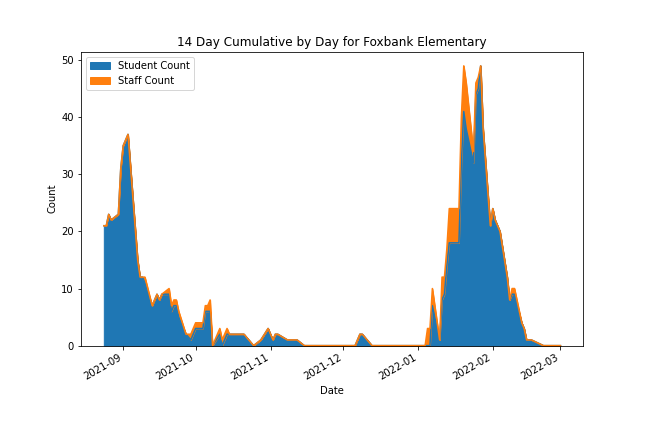 14 Day Cumulative by Day for Foxbank Elementary
Student Count
Staff Count
50
40
30
20
10
0
Count
2021-09
2021-10
2021-11
2021-12
2022-01
2022-02
2022-03
Date